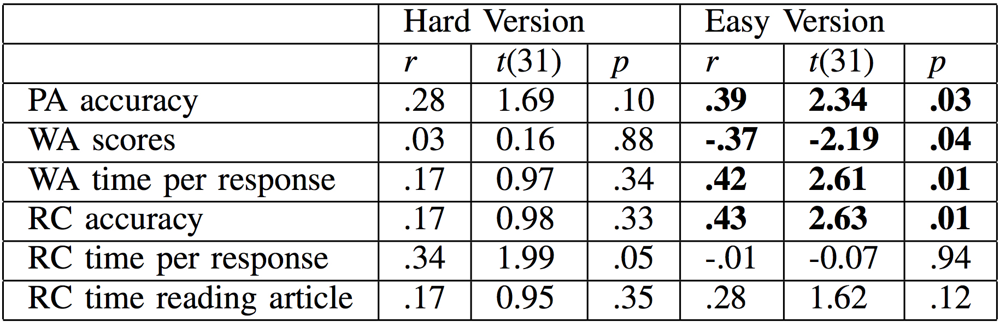 Hard Version Easy Version
r t(31) p r t(31) p
PA accuracy .28 1.69 .10 .39 2.34 .03
WA scores .03 0.16 .88 -.37 -2.19 .04
WA time per response .17 0.97 .34 .42 2.61 .01
RC accuracy .17 0.98 .33 .43 2.63 .01
RC time per response .34 1.99 .05 -.01 -0.07 .94
RC time reading article .17 0.95 .35 .28 1.62 .12